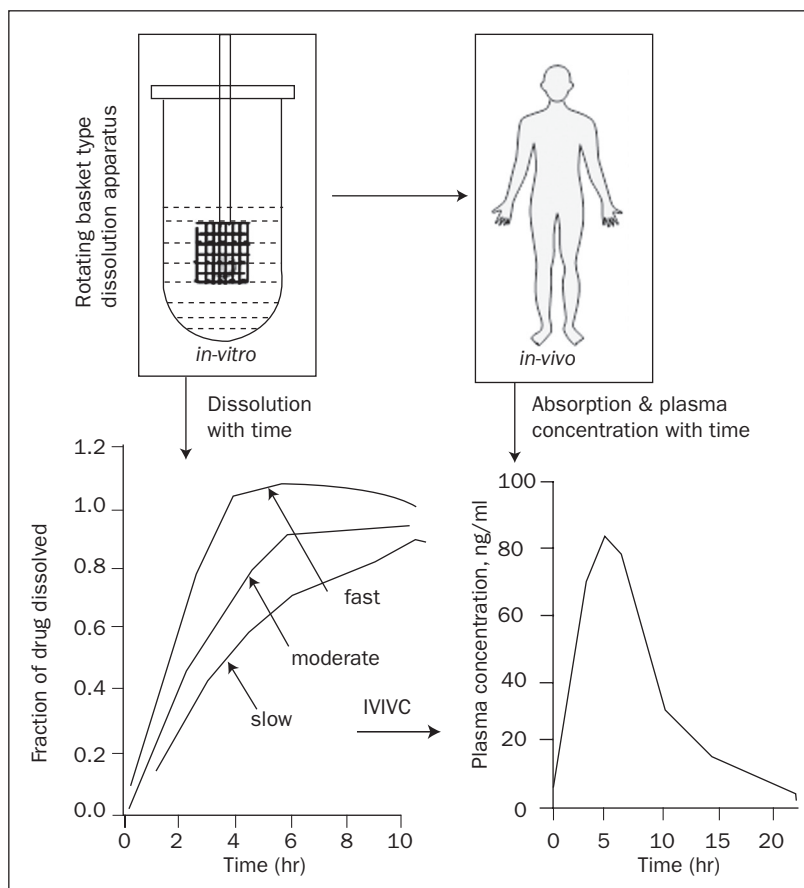 Rotating basket type
dissolution apparatus
in-vitro
in-vivo
Dissolution
with time
Absorption & plasma
concentration with time
Fraction of drug dissolved
1.2
1.0
0.8
0.6
0.4
0.2
0.0
0
2
4
6
8
10
Time (hr)
fast
moderate
slow
IVIVC
Plasma concentration, ng/ml
100
80
60
40
20
0
0
5
10
15
20
Time (hr)